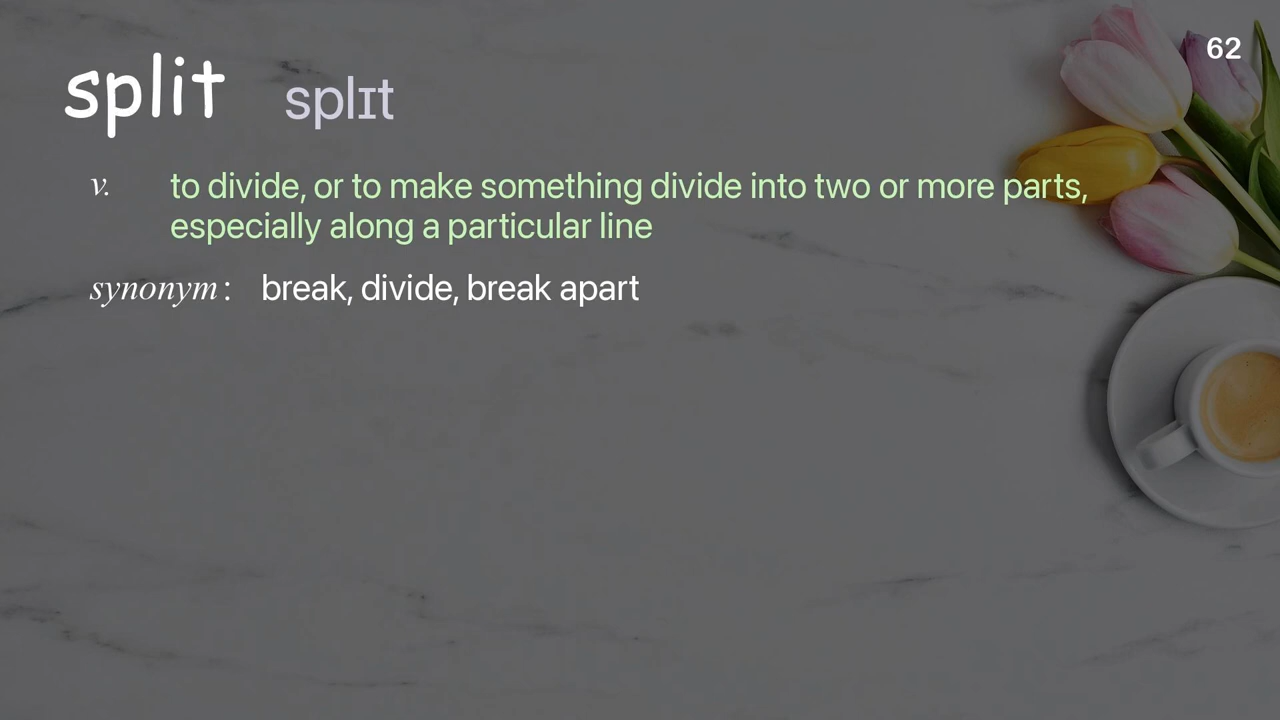 62
split splɪt
v. to divide, or to make something divide into two or more parts,
especially along a particular line
synonym : break, divide, break apart